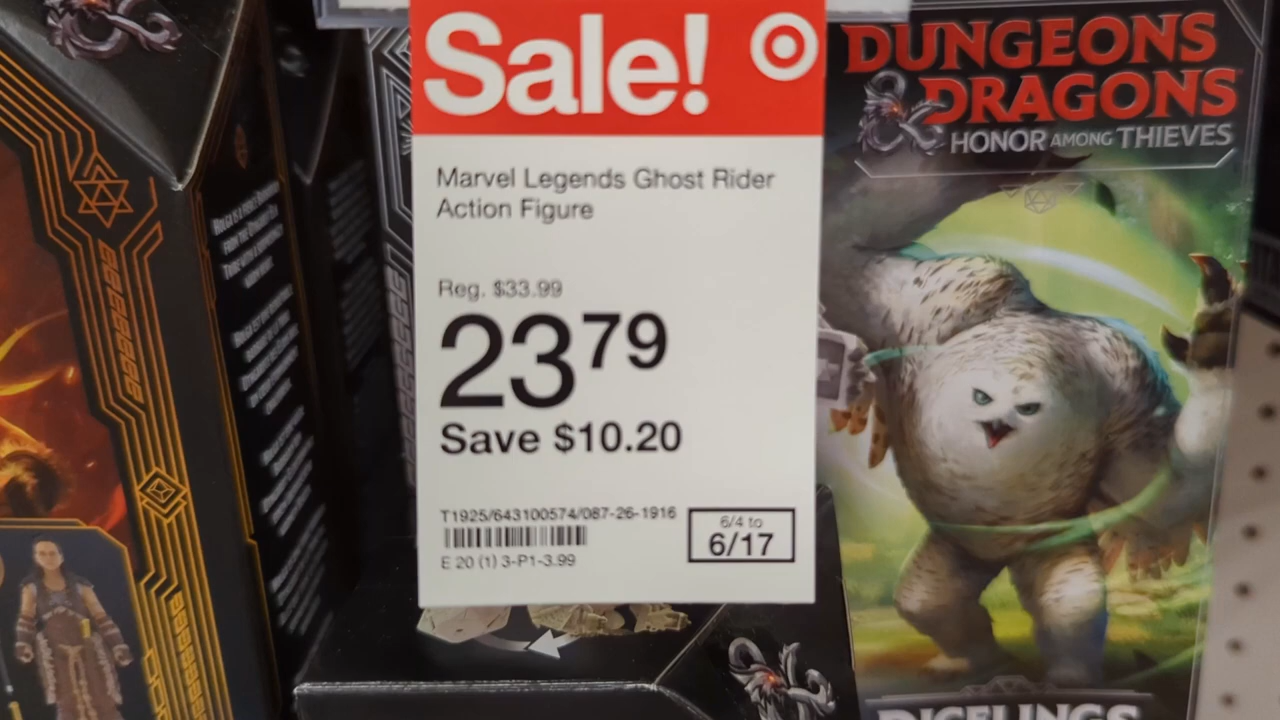 Sale!
Marvel Legends Ghost Rider
Action Figure
Reg. $33.99
23 79
Save $10.20
T1925/643100574/087-26-1916
6/4 to
6/17
E 20 (1) 3-P1-3.99
DUNGEONS
& DRAGONS
HONOR AMONG THIEVES
DICELINGS